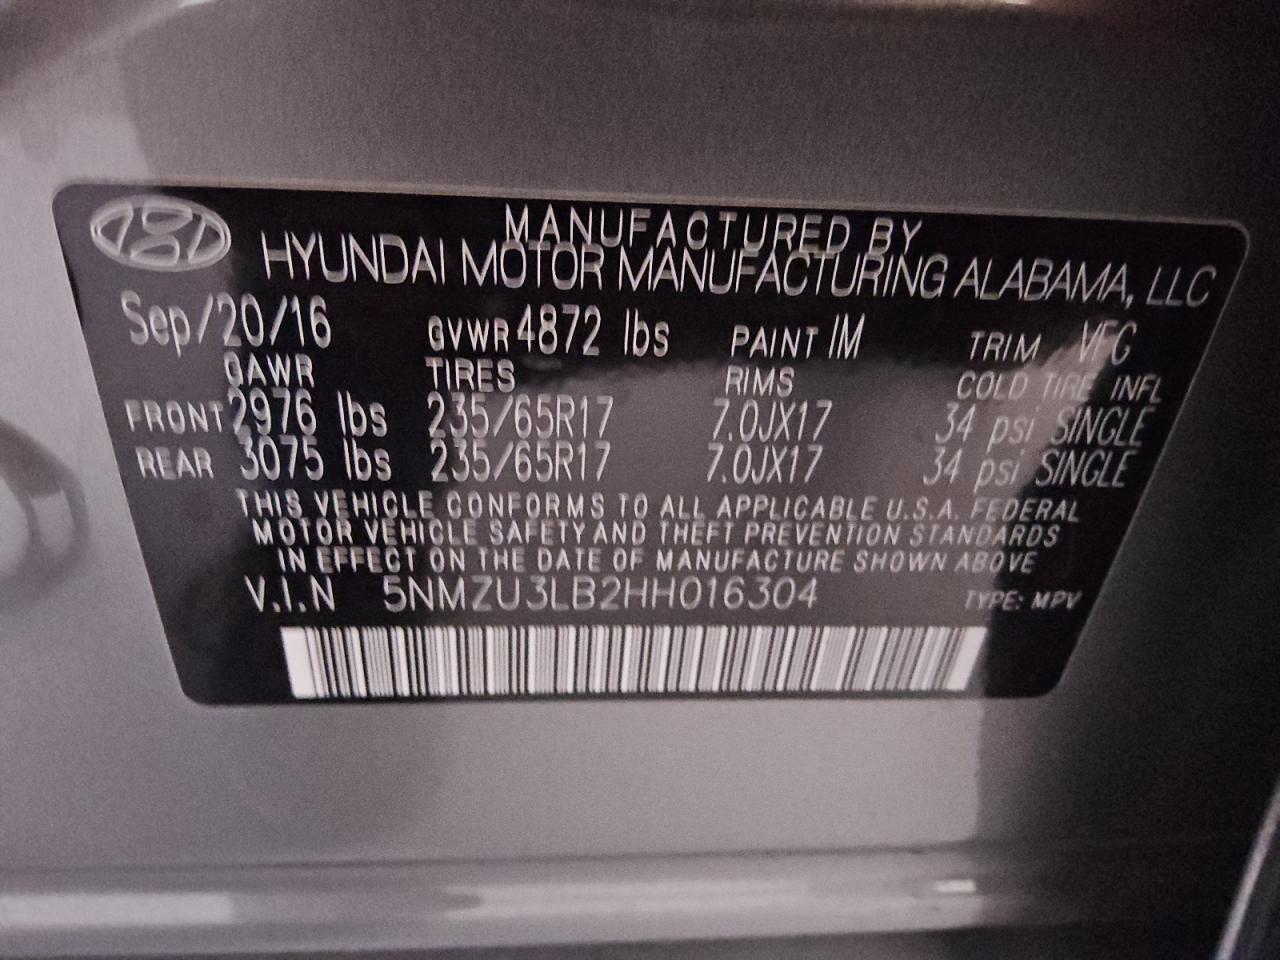 MANUFACTURED BY
HYUNDAI MOTOR MANUFACTURING ALABAMA, LLC
Sep/20/16 GVWR 4872 lbs PAINT IM TRIM VFG
GAWR TIRES RIMS COLD TIRE INFL
FRONT 2976 lbs 235/65R17 7.0JX17 34 psi SINGLE
REAR 3075 lbs 235/65R17 7.0JX17 34 psi SINGLE
THIS VEHICLE CONFORMS TO ALL APPLICABLE U.S.A. FEDERAL
MOTOR VEHICLE SAFETY AND THEFT PREVENTION STANDARDS
IN EFFECT ON THE DATE OF MANUFACTURE SHOWN ABOVE
V.I.N 5NMZU3LB2HH016304 TYPE: MPV